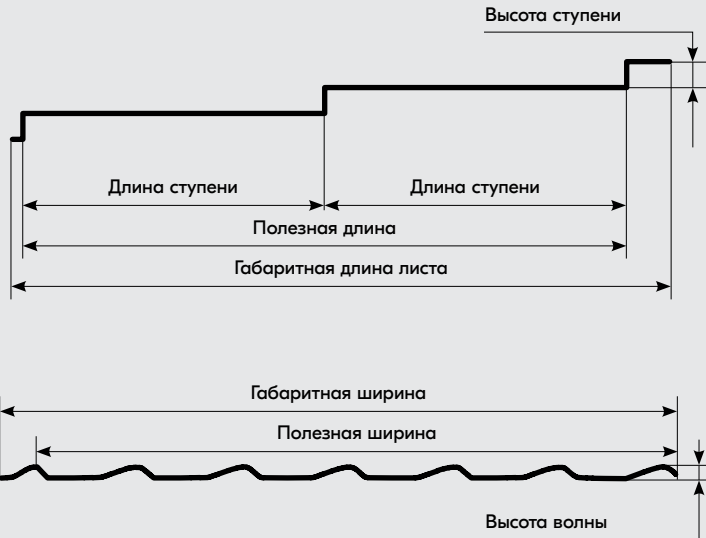 Высота ступени
Длина ступени
Длина ступени
Полезная длина
Габаритная длина листа
Габаритная ширина
Полезная ширина
Высота волны